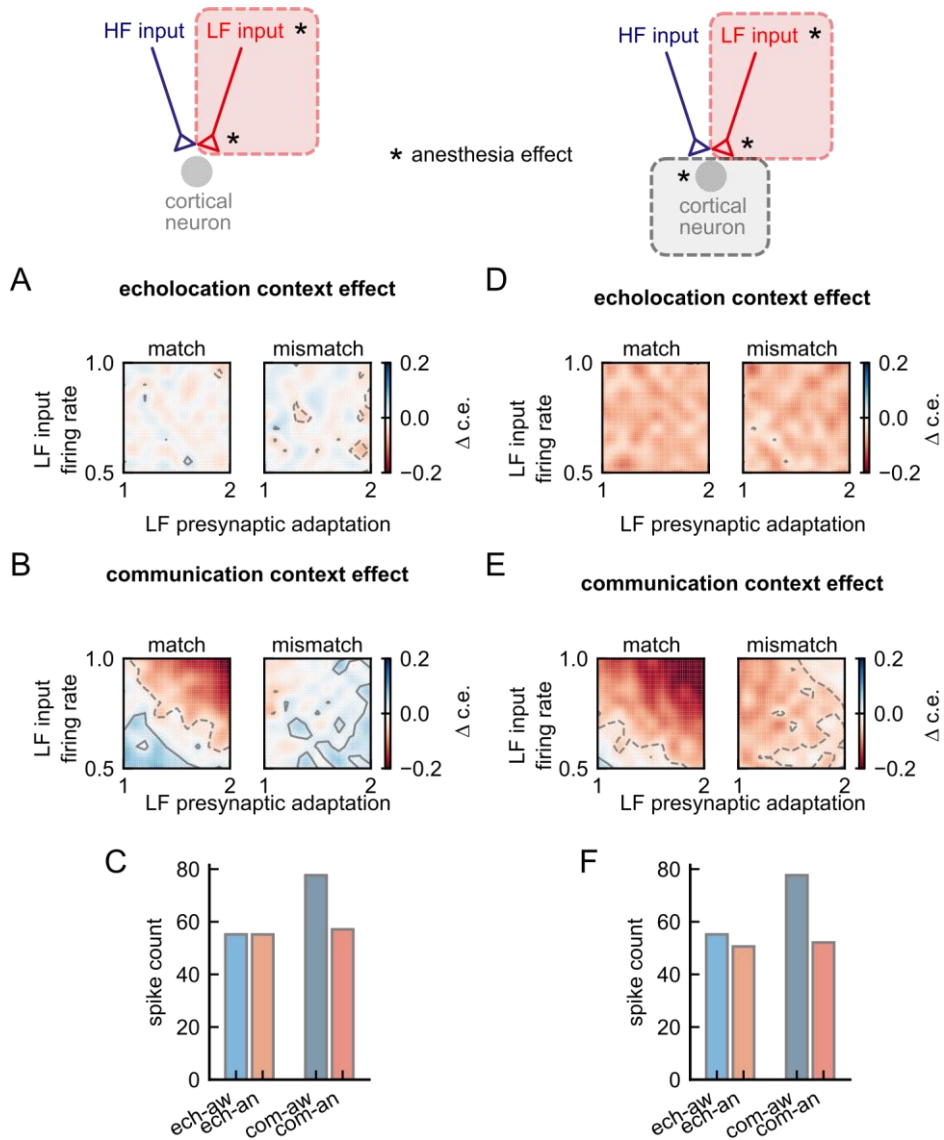 HF input LF input *
*
cortical
neuron
* anesthesia effect
HF input LF input *
*
*
cortical
neuron
A
echolocation context effect
match mismatch
1.0
0.5
LF input
firing rate
1 2 1 2
0.2
0.0
−0.2
Δ c.e.
LF presynaptic adaptation
D
echolocation context effect
match mismatch
1.0
0.5
LF input
firing rate
1 2 1 2
0.2
0.0
−0.2
Δ c.e.
LF presynaptic adaptation
B
communication context effect
match mismatch
1.0
0.5
LF input
firing rate
1 2 1 2
0.2
0.0
−0.2
Δ c.e.
LF presynaptic adaptation
E
communication context effect
match mismatch
1.0
0.5
LF input
firing rate
1 2 1 2
0.2
0.0
−0.2
Δ c.e.
LF presynaptic adaptation
C
80
60
40
20
0
spike count
ech-aw ech-an com-aw com-an
F
80
60
40
20
0
spike count
ech-aw ech-an com-aw com-an